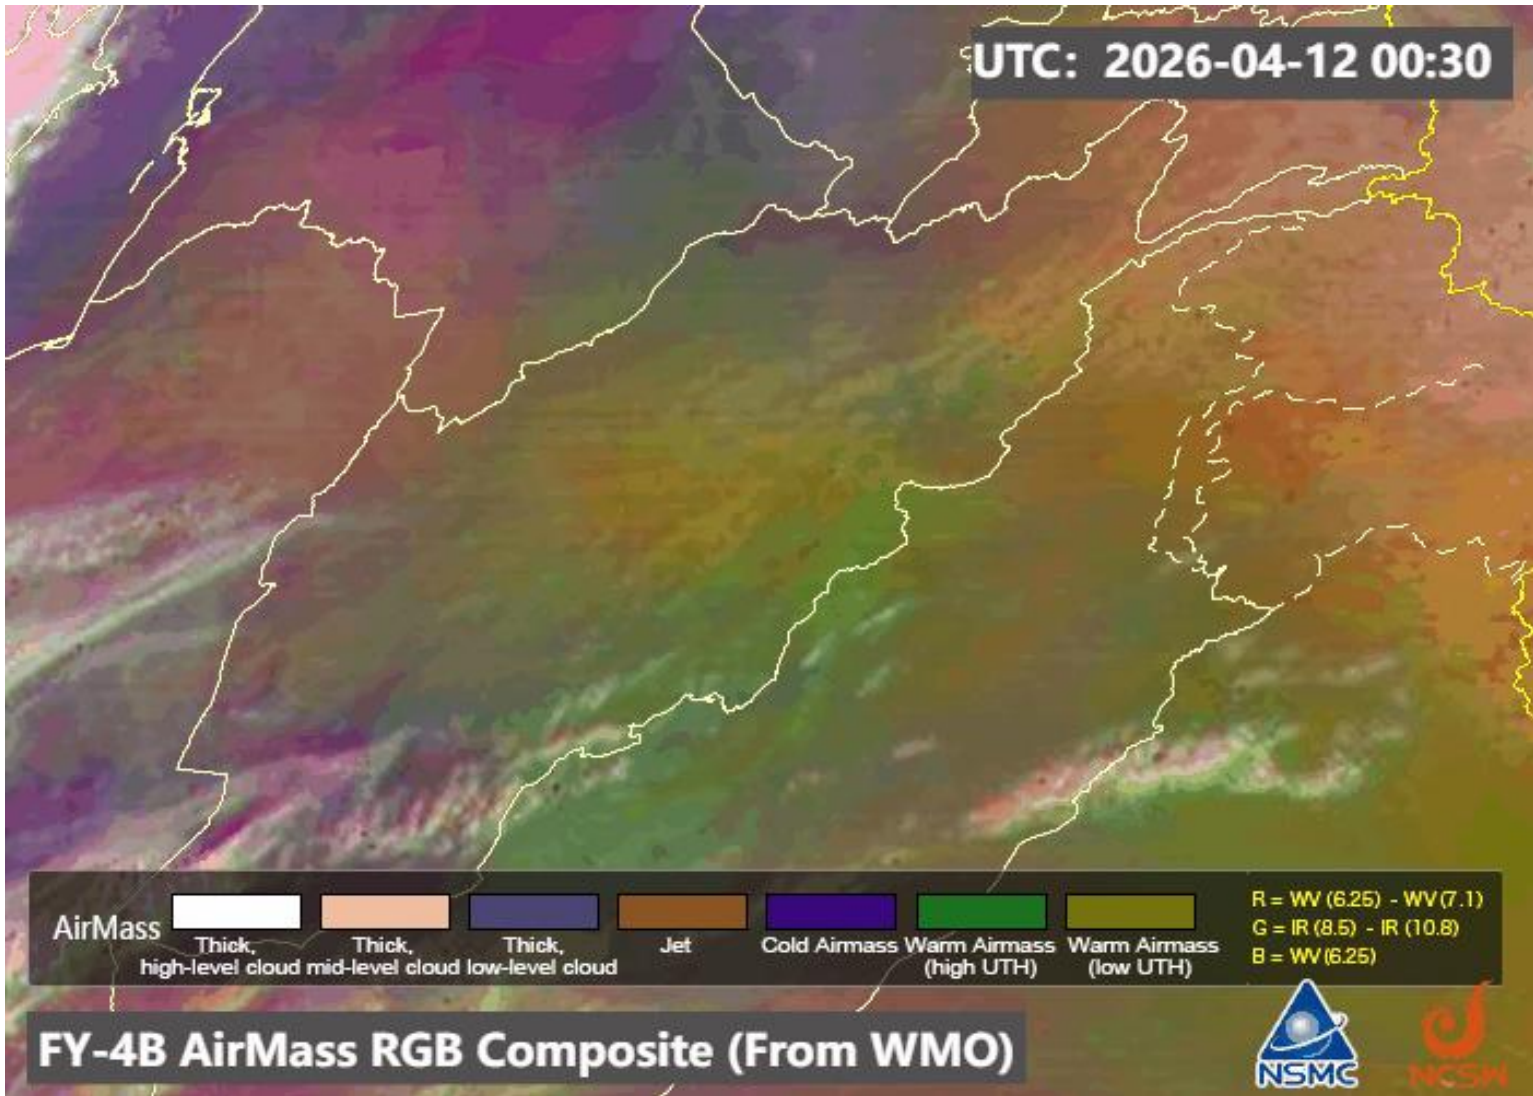 UTC: 2026-04-12 00:30
AirMass
Thick,
high-level cloud
Thick,
mid-level cloud
Thick,
low-level cloud
Jet
Cold Airmass
Warm Airmass
(high UTH)
Warm Airmass
(low UTH)
R = WV (6.25) - WV (7.1)
G = IR (8.5) - IR (10.8)
B = WV (6.25)
FY-4B AirMass RGB Composite (From WMO)
NSMC
NCSW